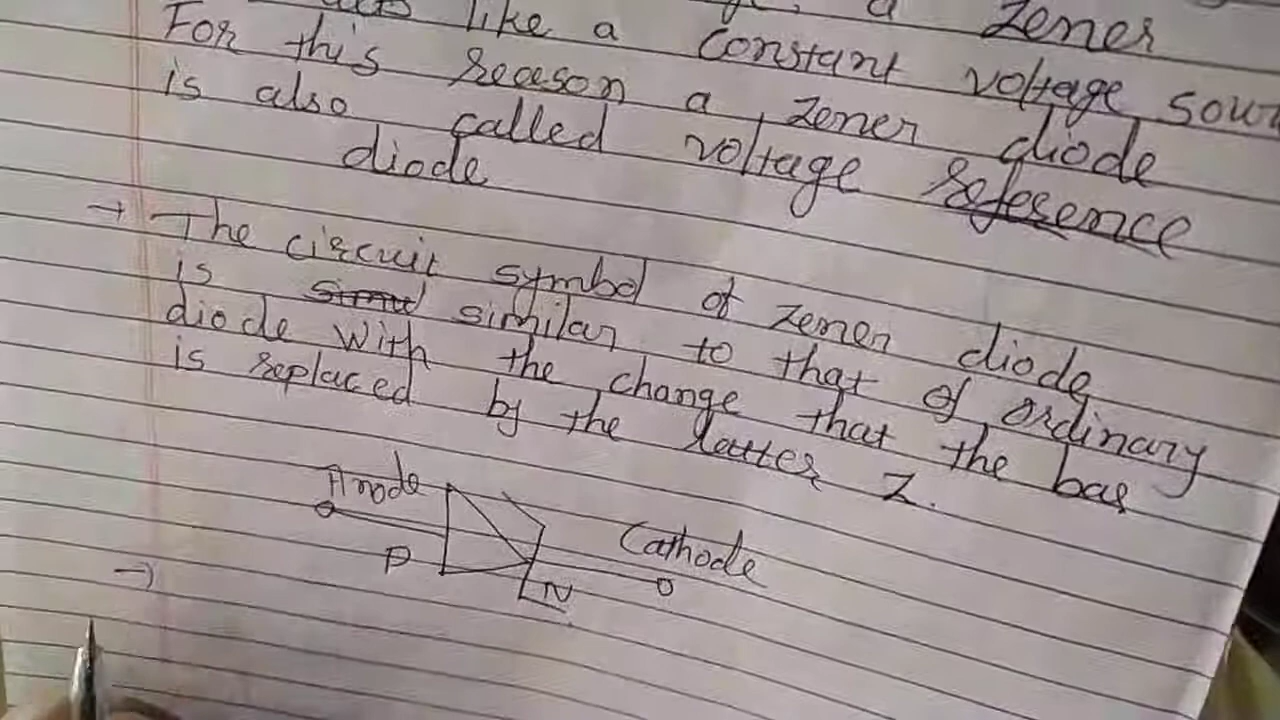 like a constant voltage sour
For this reason a zener diode
is also called voltage reference
diode
→ The circuit symbol of zener diode
is similar to that of ordinary
diode with the change that the bar
is replaced by the letter Z.
Anode
Cathode
P
N
→